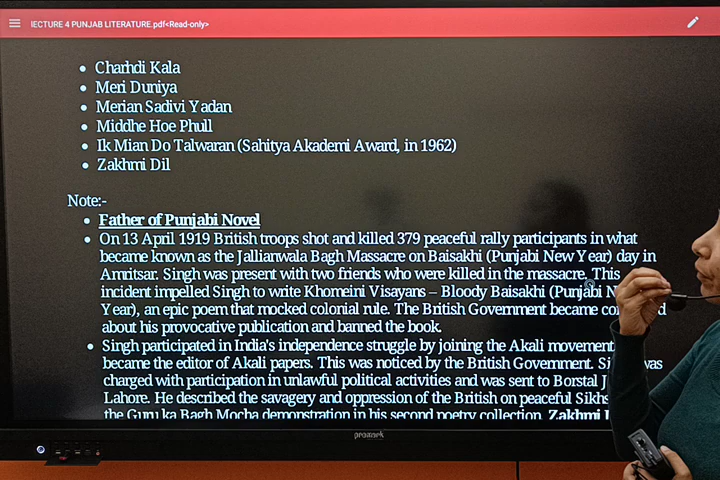 lECTURE 4 PUNJAB LITERATURE.pdf<Read-only>
• Charhdi Kala
• Meri Duniya
• Merian Sadivi Yadan
• Middhe Hoe Phull
• Ik Mian Do Talwaran (Sahitya Akademi Award, in 1962)
• Zakhmi Dil
Note:-
• Father of Punjabi Novel
• On 13 April 1919 British troops shot and killed 379 peaceful rally participants in what
became known as the Jallianwala Bagh Massacre on Baisakhi (Punjabi New Year) day in
Amritsar. Singh was present with two friends who were killed in the massacre. This
incident impelled Singh to write Khomeini Visayans – Bloody Baisakhi (Punjabi N
Year), an epic poem that mocked colonial rule. The British Government became
about his provocative publication and banned the book.
• Singh participated in India's independence struggle by joining the Akali movement
became the editor of Akali papers. This was noticed by the British Government. was
charged with participation in unlawful political activities and was sent to Borstal
Lahore. He described the savagery and oppression of the British on peaceful Sikhs
the Guru ka Bagh Mocha demonstration in his second poetry collection, Zakhmi
promark